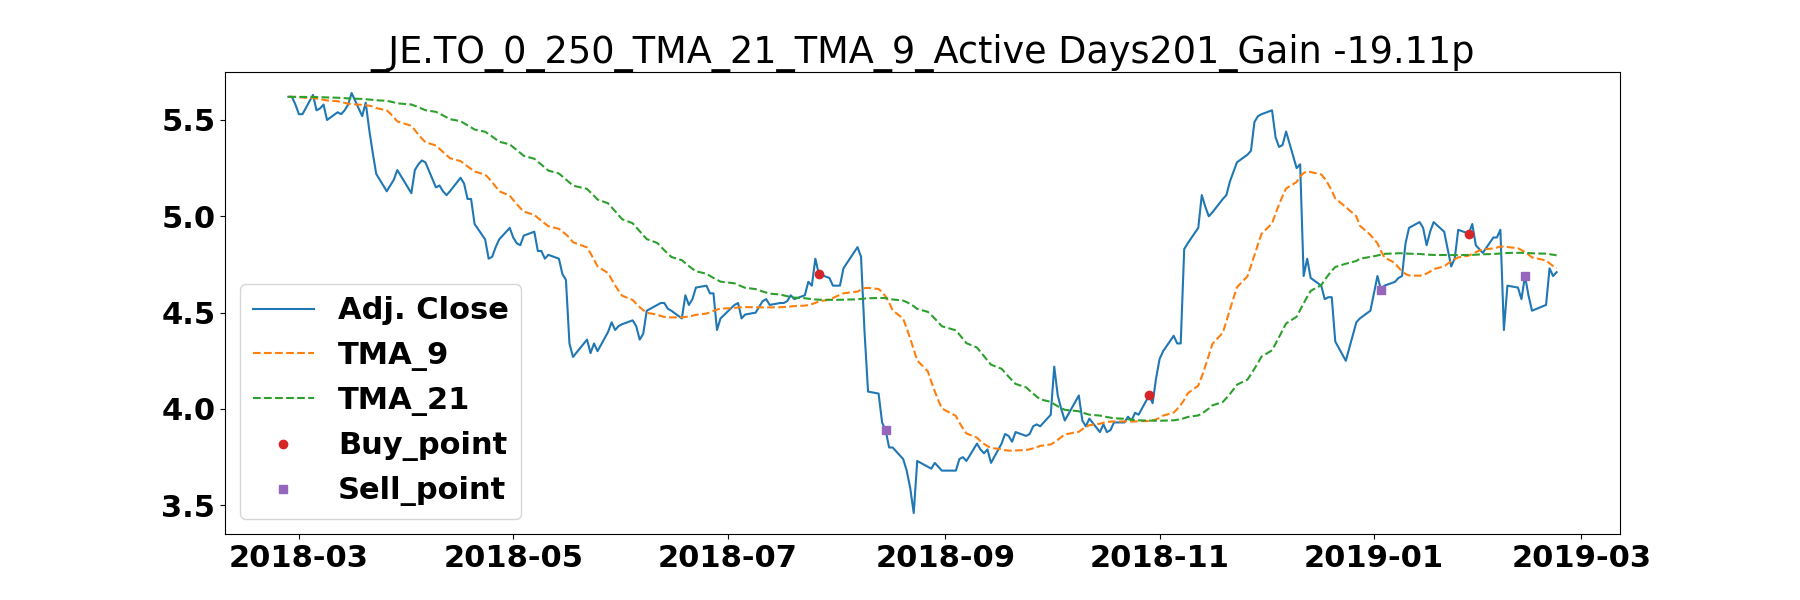 _JE.TO_0_250_TMA_21_TMA_9_Active Days201_Gain -19.11p
5.5
5.0
4.5
4.0
3.5
Adj. Close
TMA_9
TMA_21
Buy_point
Sell_point
2018-03 2018-05 2018-07 2018-09 2018-11 2019-01 2019-03